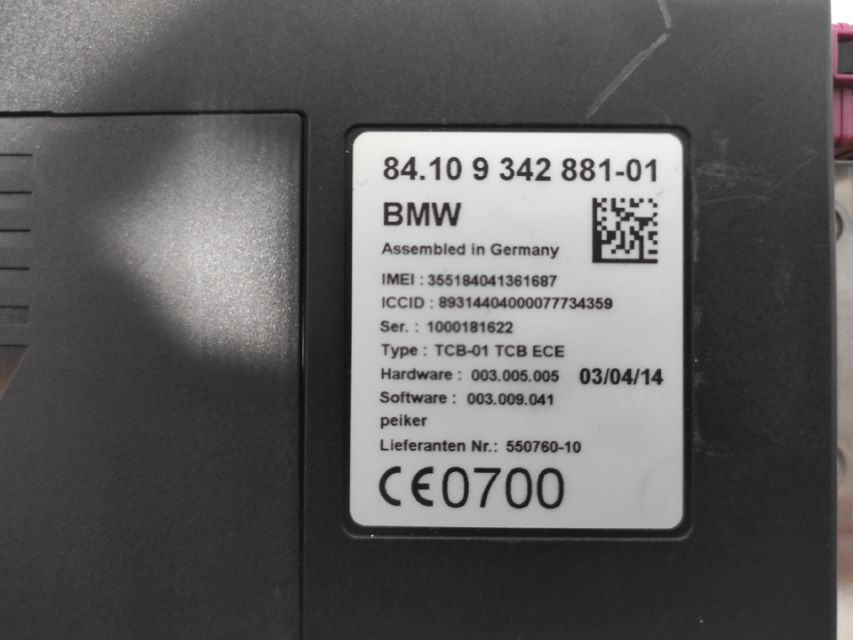 84.10 9 342 881-01
BMW
Assembled in Germany
IMEI : 355184041361687
ICCID : 89314404000077734359
Ser. : 1000181622
Type : TCB-01 TCB ECE
Hardware : 003.005.005 03/04/14
Software : 003.009.041
peiker
Lieferanten Nr.: 550760-10
CE0700